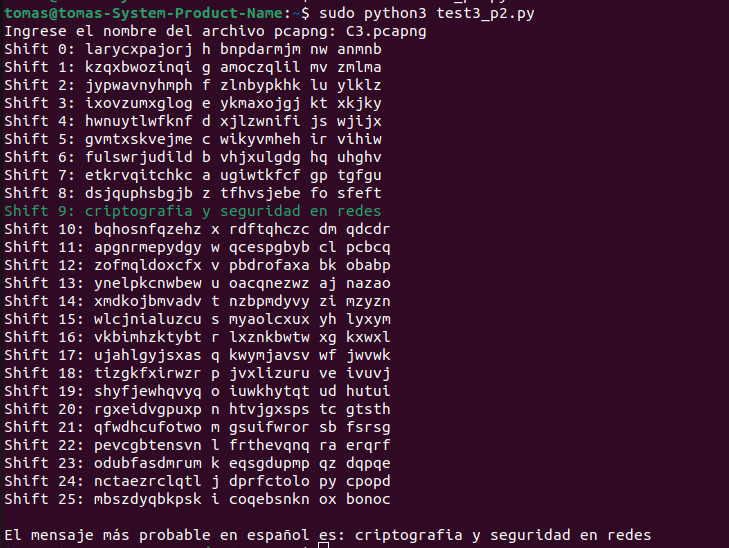 tomas@tomas-System-Product-Name:~$ sudo python3 test3_p2.py
Ingrese el nombre del archivo pcapng: C3.pcapng
Shift 0: larycxpajorj h bnpdarmjm nw anmnb
Shift 1: kzqxbwozinqi g amoczqlil mv zmlma
Shift 2: jypwavnyhmph f zlnbypkhk lu ylklz
Shift 3: ixovzumxglog e ykmaxojgj kt xkjky
Shift 4: hwnuytlwfknf d xjlzwnifi js wjijx
Shift 5: gvmtxskvejme c wikyvmheh ir vihiw
Shift 6: fulswrjudild b vhjxulgdg hq uhghv
Shift 7: etkrvqitchkc a ugiwtkfcf gp tgfgu
Shift 8: dsjquphsbgjb z tfhvsjebe fo sfeft
Shift 9: criptografia y seguridad en redes
Shift 10: bqhosnfqzehz x rdftqhczc dm qdcdr
Shift 11: apgnrmepydgy w qcespgbyb cl pcbcq
Shift 12: zofmqldoxcfx v pbdrofaxa bk obabp
Shift 13: ynelpkcnwbew u oacqnezwz aj nazao
Shift 14: xmdkojbmvadv t nzbpmdyvy zi mzyzn
Shift 15: wlcjnialuzcu s myaolcxux yh lyxym
Shift 16: vkbimhzktybt r lxznkbwtw xg kxwxl
Shift 17: ujahlgyjsxas q kwymjavsv wf jwvwk
Shift 18: tizgkfxirwzr p jvxlizuru ve ivuvj
Shift 19: shyfjewhqvyq o iuwkhytqt ud hutui
Shift 20: rgxeidvgpuxp n htvjgxsps tc gtsth
Shift 21: qfwdhcufotwo m gsuifwror sb fsrsg
Shift 22: pevcgbtensvn l frthevqnq ra erqrf
Shift 23: odubfasdmrum k eqsgdupmp qz dqpqe
Shift 24: nctaezrclqtl j dprfctolo py cpopd
Shift 25: mbszdyqbkpsk i coqebsnkn ox bonoc
El mensaje más probable en español es: criptografia y seguridad en redes